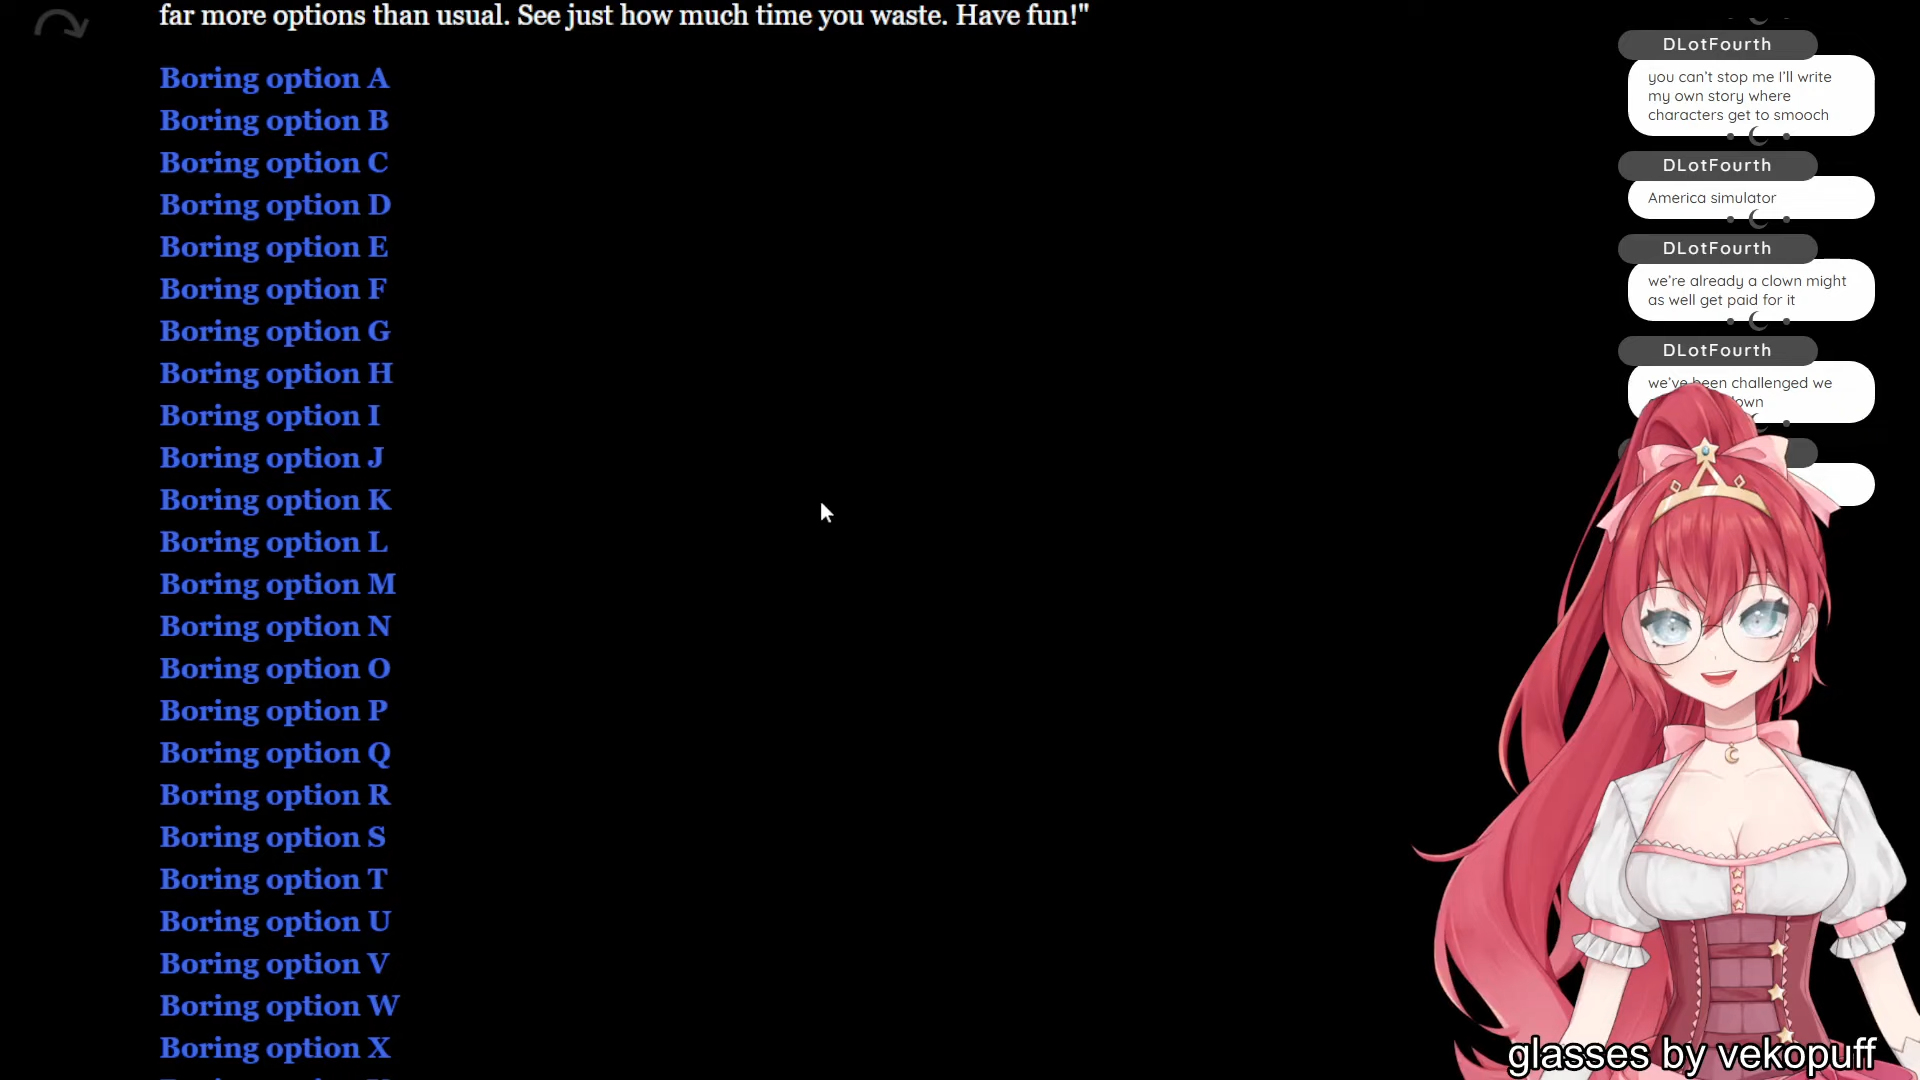 far more options than usual. See just how much time you waste. Have fun!"
Boring option A
Boring option B
Boring option C
Boring option D
Boring option E
Boring option F
Boring option G
Boring option H
Boring option I
Boring option J
Boring option K
Boring option L
Boring option M
Boring option N
Boring option O
Boring option P
Boring option Q
Boring option R
Boring option S
Boring option T
Boring option U
Boring option V
Boring option W
Boring option X
DLotFourth
you can't stop me I'll write
my own story where
characters get to smooch
DLotFourth
America simulator
DLotFourth
we're already a clown might
as well get paid for it
DLotFourth
we've been challenged we
glasses by vekopuff